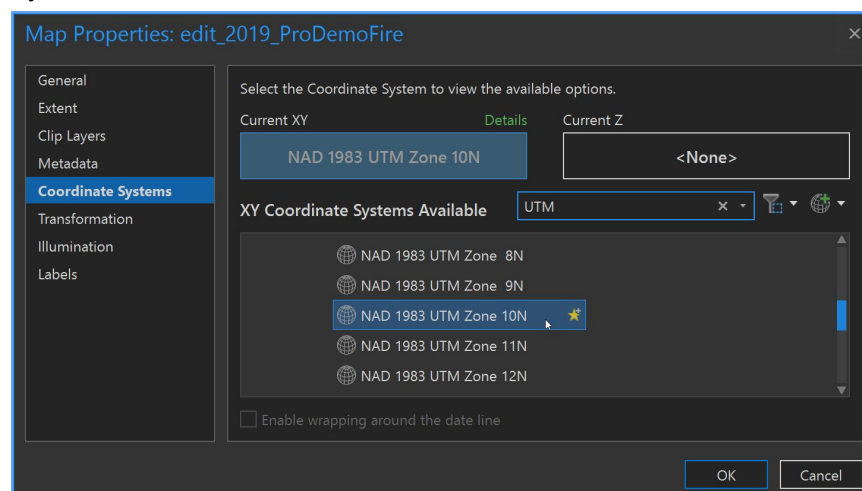 Map Properties: edit_2019_ProDemoFire
General
Extent
Clip Layers
Metadata
Coordinate Systems
Transformation
Illumination
Labels
Select the Coordinate System to view the available options.
Current XY Details Current Z
NAD 1983 UTM Zone 10N <None>
XY Coordinate Systems Available UTM
NAD 1983 UTM Zone 8N
NAD 1983 UTM Zone 9N
NAD 1983 UTM Zone 10N
NAD 1983 UTM Zone 11N
NAD 1983 UTM Zone 12N
Enable wrapping around the date line
OK Cancel